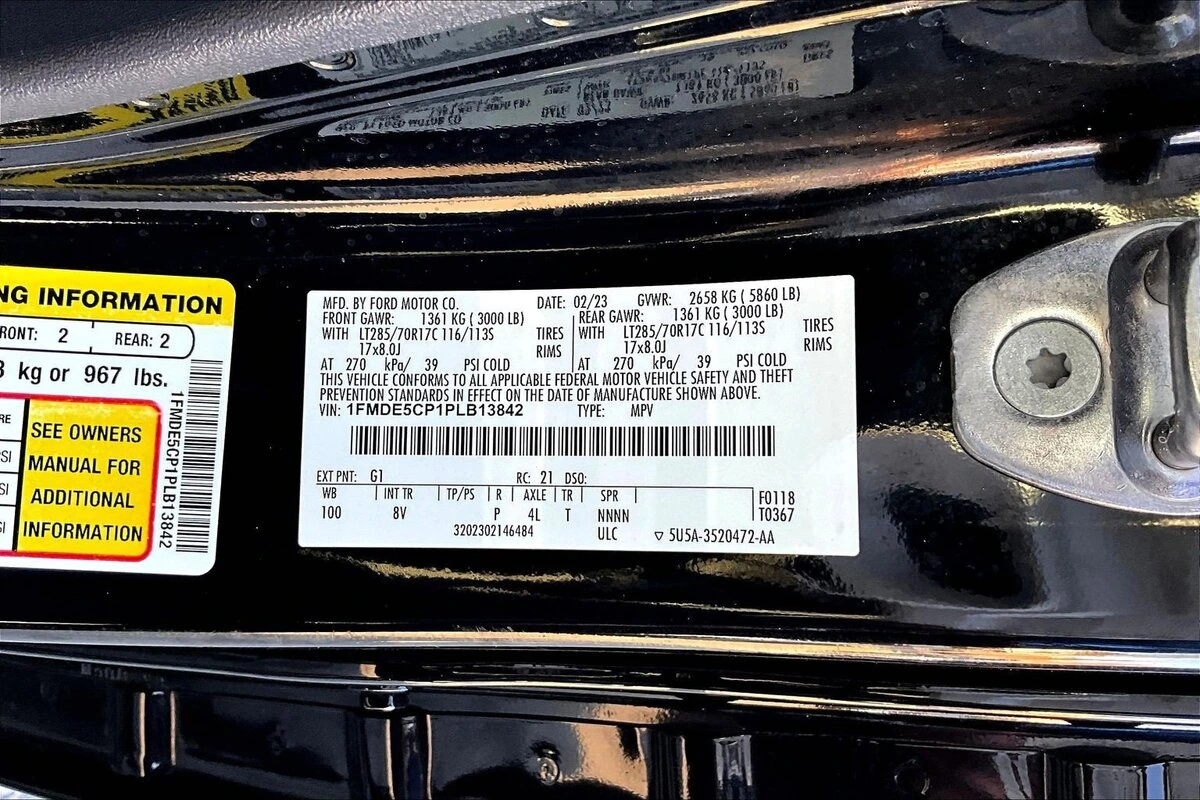 NG INFORMATION
FRONT: 2 REAR: 2
kg or 967 lbs.
SEE OWNERS
MANUAL FOR
ADDITIONAL
INFORMATION
1FMDE5CP1PLB13842
MFD. BY FORD MOTOR CO. DATE: 02/23 GVWR: 2658 KG ( 5860 LB)
FRONT GAWR: 1361 KG ( 3000 LB) REAR GAWR: 1361 KG ( 3000 LB)
WITH LT285/70R17C 116/113S TIRES WITH LT285/70R17C 116/113S TIRES
17x8.0J RIMS 17x8.0J RIMS
AT 270 kPa/ 39 PSI COLD AT 270 kPa/ 39 PSI COLD
THIS VEHICLE CONFORMS TO ALL APPLICABLE FEDERAL MOTOR VEHICLE SAFETY AND THEFT
PREVENTION STANDARDS IN EFFECT ON THE DATE OF MANUFACTURE SHOWN ABOVE.
VIN: 1FMDE5CP1PLB13842 TYPE: MPV
EXT PNT: G1 RC: 21 DSO:
WB INT TR TP/PS R AXLE TR SPR F0118
100 8V P 4L T NNNN T0367
3202302146484 ULC ▽ 5U5A-3520472-AA